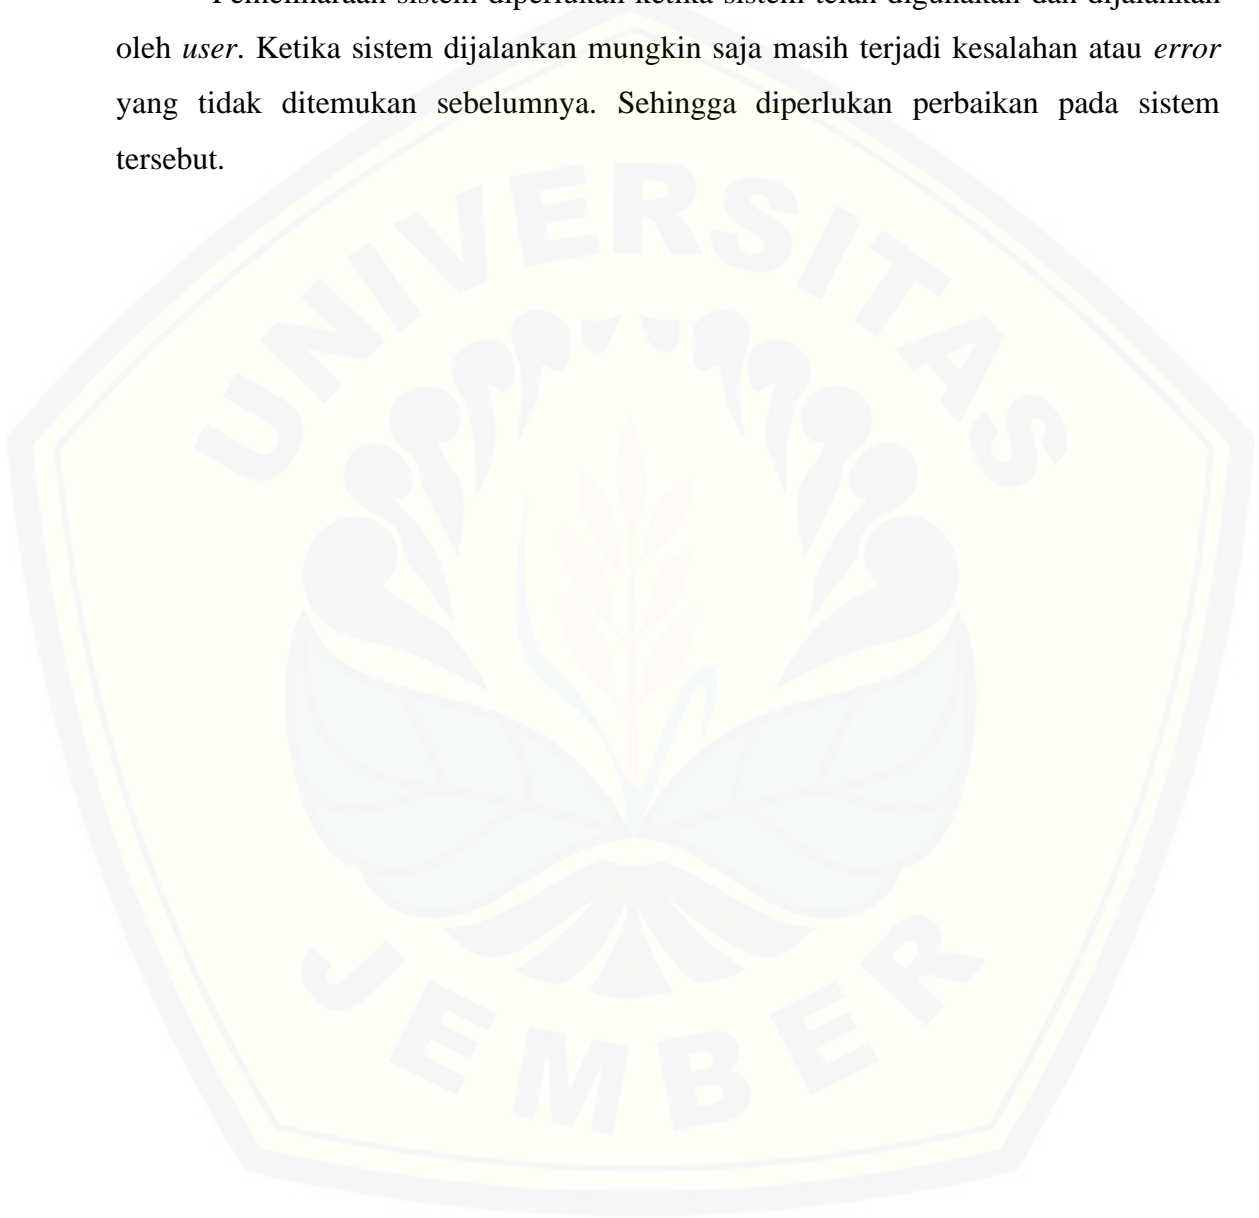 Pemeliharaan sistem diperlukan ketika sistem telah digunakan dan dijalankan
oleh user. Ketika sistem dijalankan mungkin saja masih terjadi kesalahan atau error
yang tidak ditemukan sebelumnya. Sehingga diperlukan perbaikan pada sistem
tersebut.
UNIVERSITAS
JEMBER